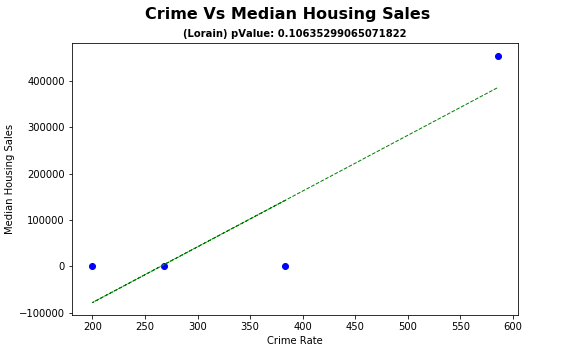 Crime Vs Median Housing Sales
(Lorain) pValue: 0.10635299065071822
Median Housing Sales
400000
300000
200000
100000
0
−100000
200 250 300 350 400 450 500 550 600
Crime Rate